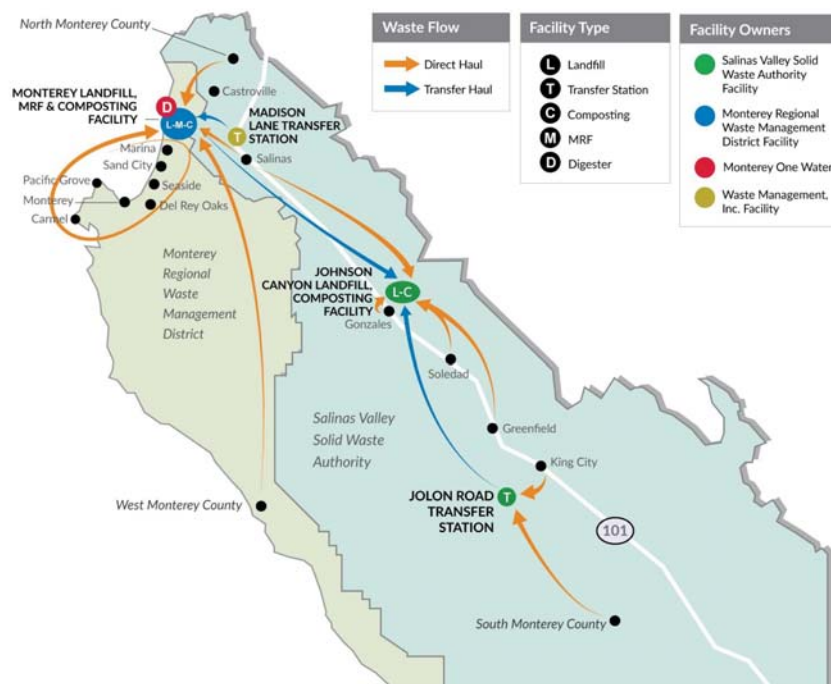 North Monterey County
Castroville
MONTEREY LANDFILL,
MRF & COMPOSTING
FACILITY
D
L-M-C
MADISON
LANE TRANSFER
STATION
T
Salinas
Marina
Sand City
Pacific Grove
Seaside
Monterey
Del Rey Oaks
Carmel
Monterey
Regional
Waste
Management
District
JOHNSON
CANYON LANDFILL,
COMPOSTING
FACILITY
L-C
Gonzales
Soledad
Salinas Valley
Solid Waste
Authority
Greenfield
King City
JOLON ROAD
TRANSFER
STATION
T
West Monterey County
101
South Monterey County
Waste Flow
Direct Haul
Transfer Haul
Facility Type
L Landfill
T Transfer Station
C Composting
M MRF
D Digester
Facility Owners
Salinas Valley Solid
Waste Authority
Facility
Monterey Regional
Waste Management
District Facility
Monterey One Water
Waste Management,
Inc. Facility